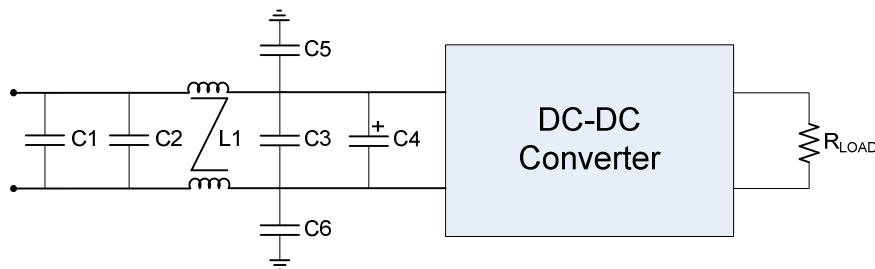 C5
C1
C2
L1
C3
+
C4
C6
DC-DC
Converter
RLOAD